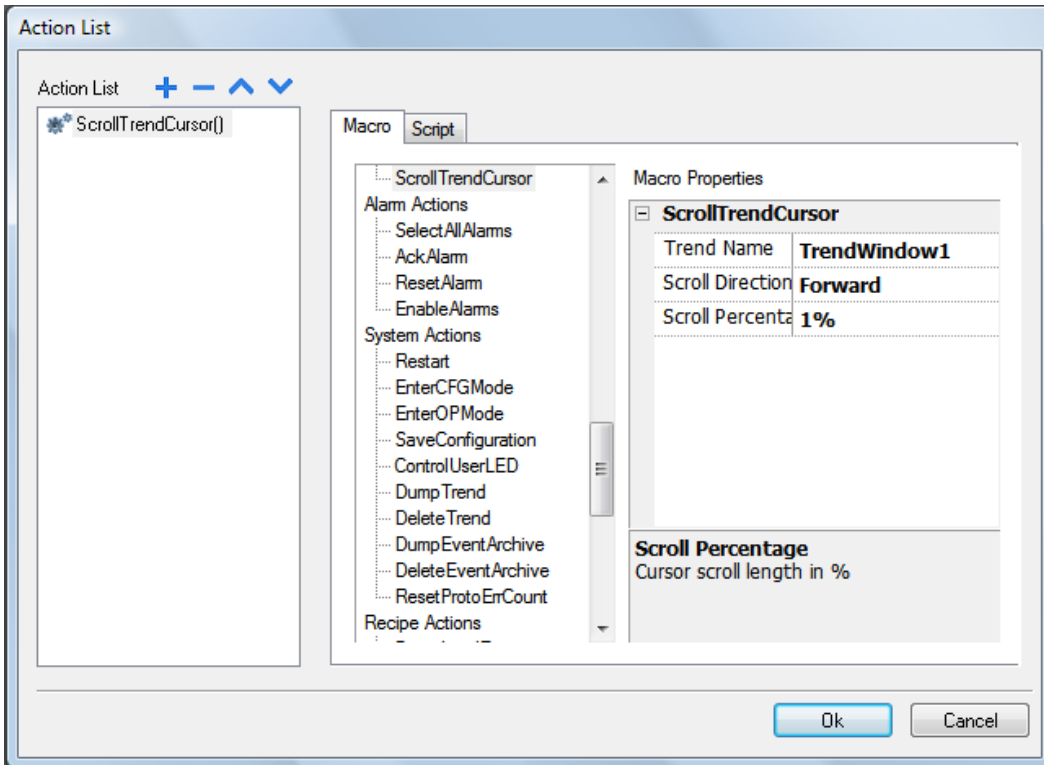 Action List
Action List
ScrollTrendCursor()
Macro Script
ScrollTrendCursor
Alarm Actions
SelectAllAlarms
AckAlarm
ResetAlarm
EnableAlarms
System Actions
Restart
EnterCFGMode
EnterOPMode
SaveConfiguration
ControlUserLED
DumpTrend
DeleteTrend
DumpEventArchive
DeleteEventArchive
ResetProtoErrCount
Recipe Actions
Macro Properties
ScrollTrendCursor
Trend Name TrendWindow1
Scroll Direction Forward
Scroll Percenta 1%
Scroll Percentage
Cursor scroll length in %
Ok Cancel